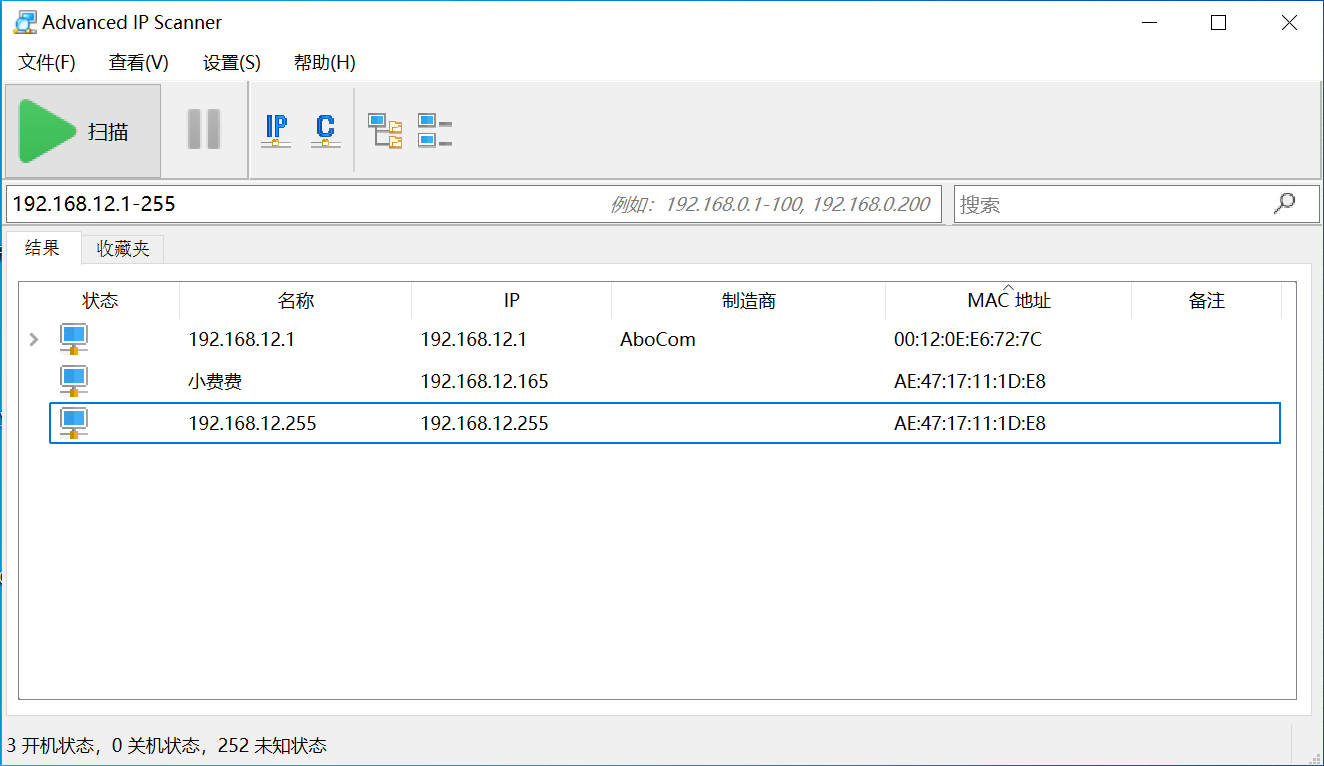 Advanced IP Scanner
文件(F) 查看(V) 设置(S) 帮助(H)
扫描 IP C
192.168.12.1-255 例如：192.168.0.1-100, 192.168.0.200 搜索
结果 收藏夹
状态 名称 IP 制造商 MAC 地址 备注
192.168.12.1 192.168.12.1 AboCom 00:12:0E:E6:72:7C
小费费 192.168.12.165 AE:47:17:11:1D:E8
192.168.12.255 192.168.12.255 AE:47:17:11:1D:E8
3 开机状态，0 关机状态，252 未知状态